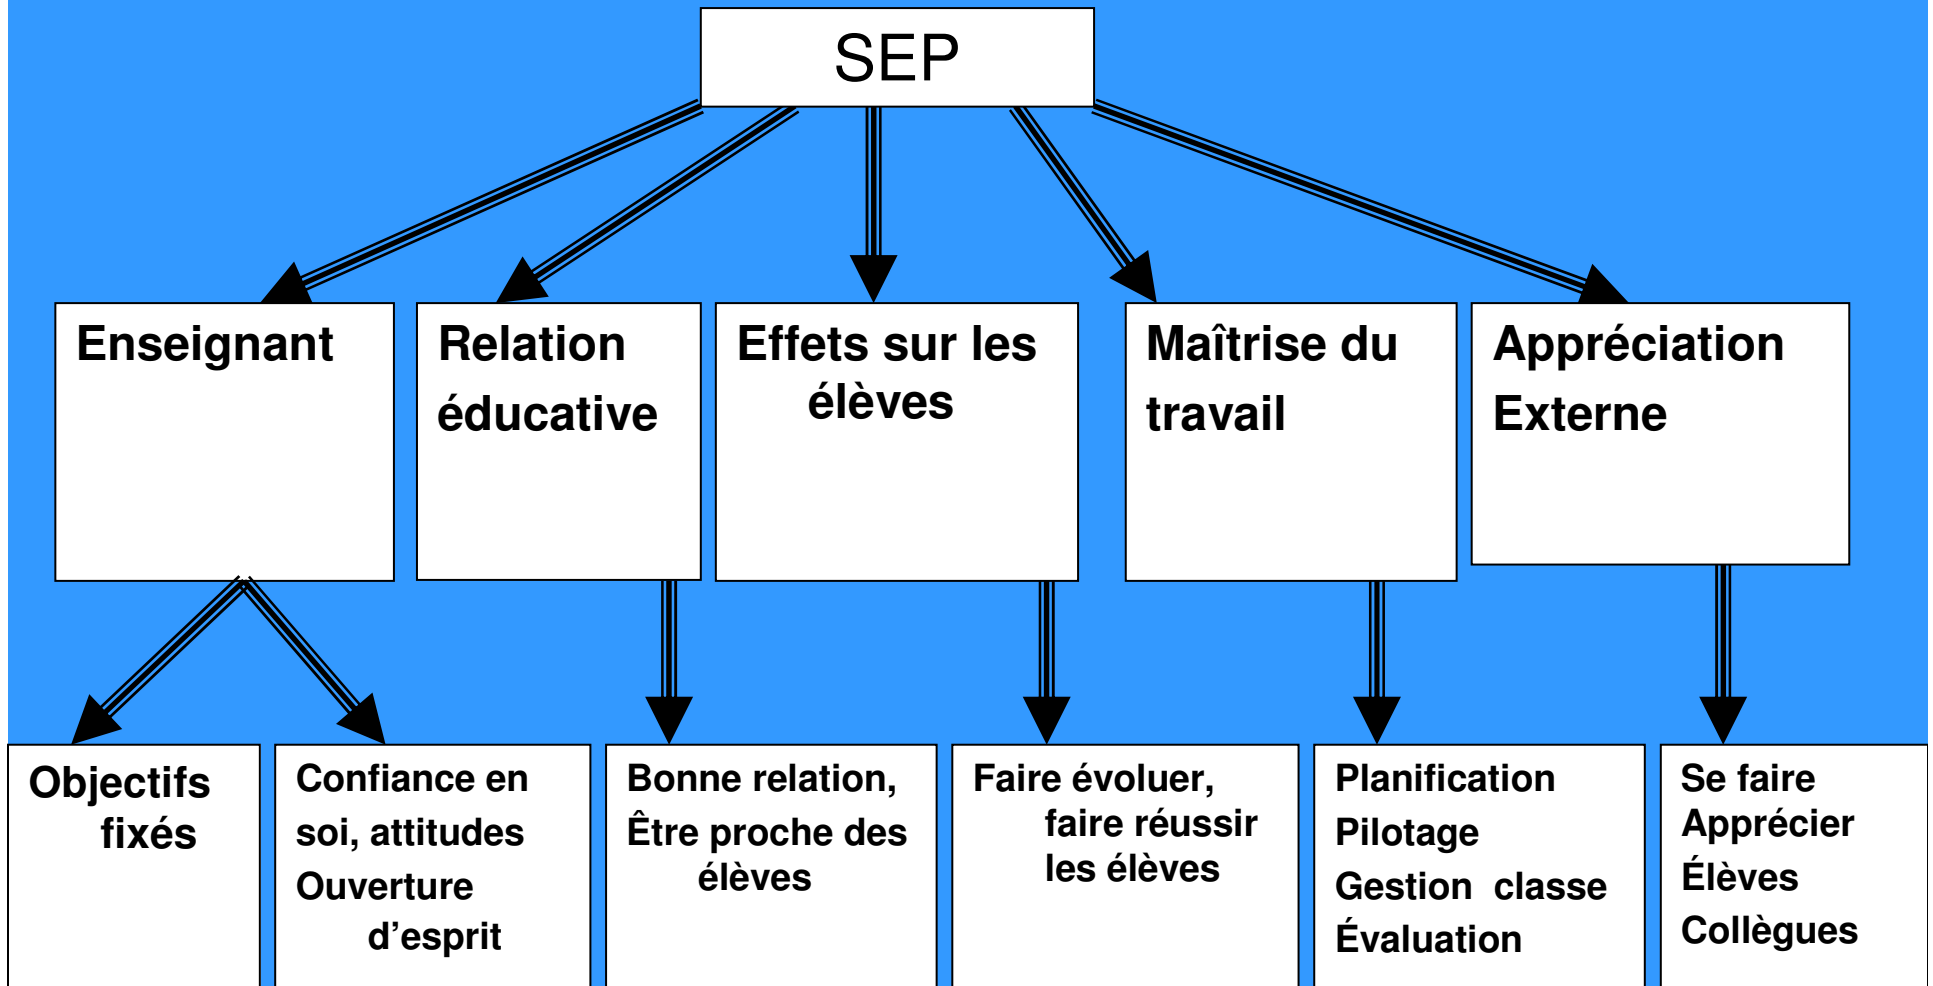 SEP
Enseignant
Relation
éducative
Effets sur les
élèves
Maîtrise du
travail
Appréciation
Externe
Objectifs
fixés
Confiance en
soi, attitudes
Ouverture
d’esprit
Bonne relation,
Être proche des
élèves
Faire évoluer,
faire réussir
les élèves
Planification
Pilotage
Gestion classe
Évaluation
Se faire
Apprécier
Élèves
Collègues